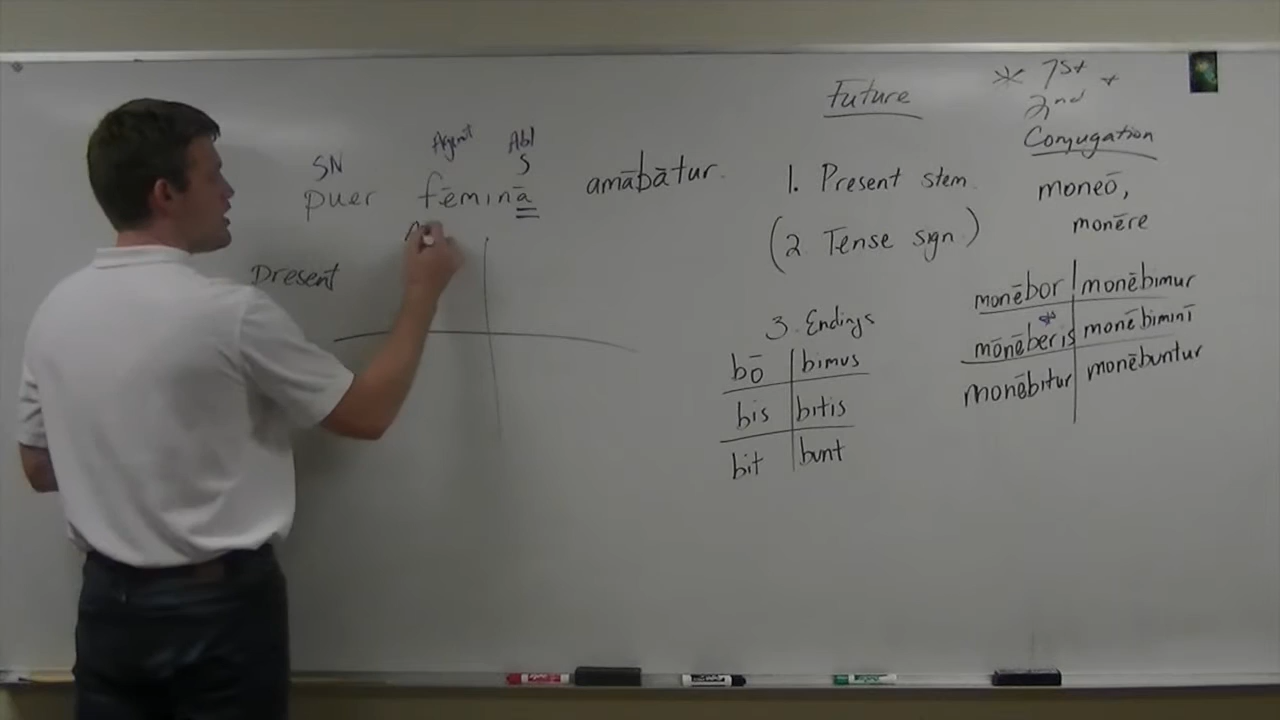 SN Agent Abl S
puer fēminā amābātur.
Present
Future
1. Present stem
(2. Tense sign)
3. Endings
bō bimus
bis bitis
bit bunt
* 1st +
2nd
Conjugation
moneō,
monēre
monēbor monēbimur
mōnēberis monēbiminī
monēbitur monēbuntur